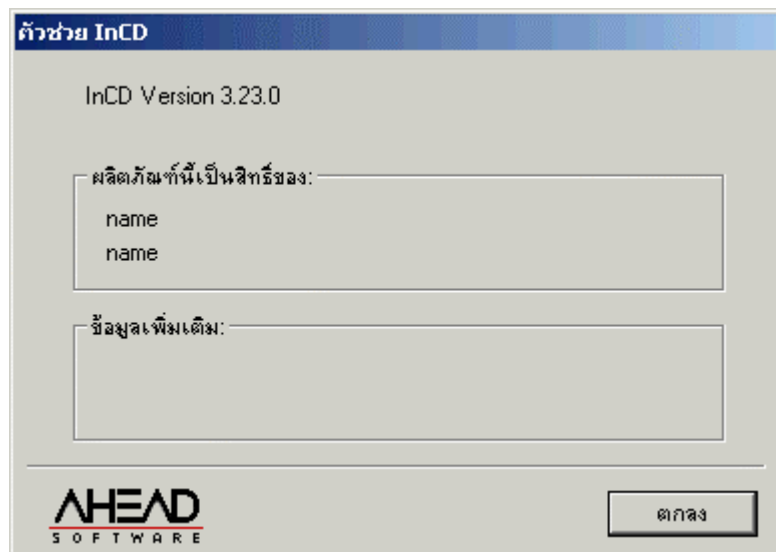 ตัวช่วย InCD
InCD Version 3.23.0
ผลิตภัณฑ์นี้เป็นสิทธิ์ของ:
name
name
ข้อมูลเพิ่มเติม:
AHEAD
SOFTWARE
ตกลง